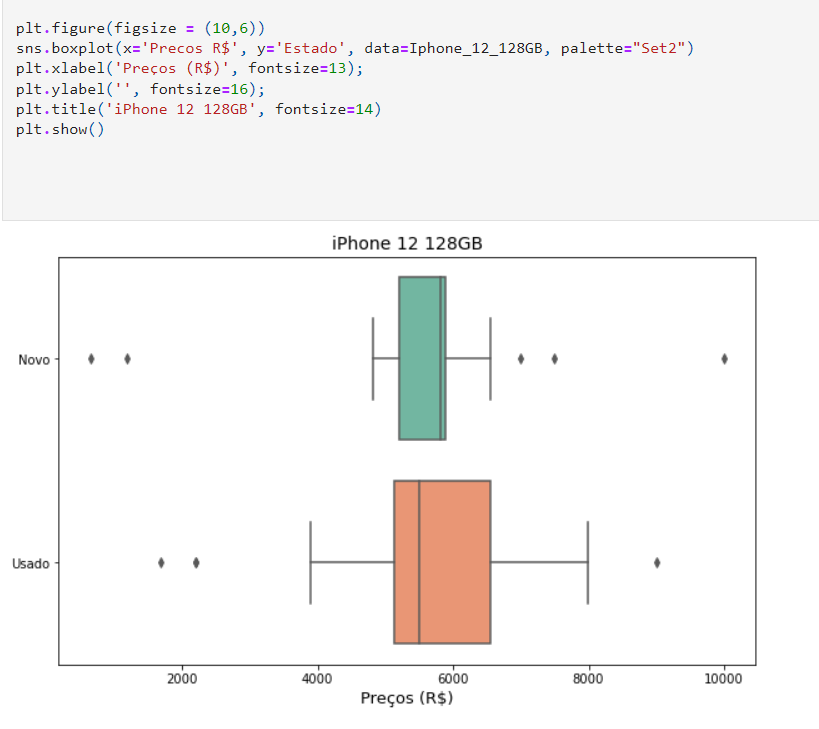 plt.figure(figsize = (10,6))
sns.boxplot(x='Precos R$', y='Estado', data=Iphone_12_128GB, palette="Set2")
plt.xlabel('Preços (R$)', fontsize=13);
plt.ylabel('', fontsize=16);
plt.title('iPhone 12 128GB', fontsize=14)
plt.show()
iPhone 12 128GB
Novo
Usado
2000 4000 6000 8000 10000
Preços (R$)